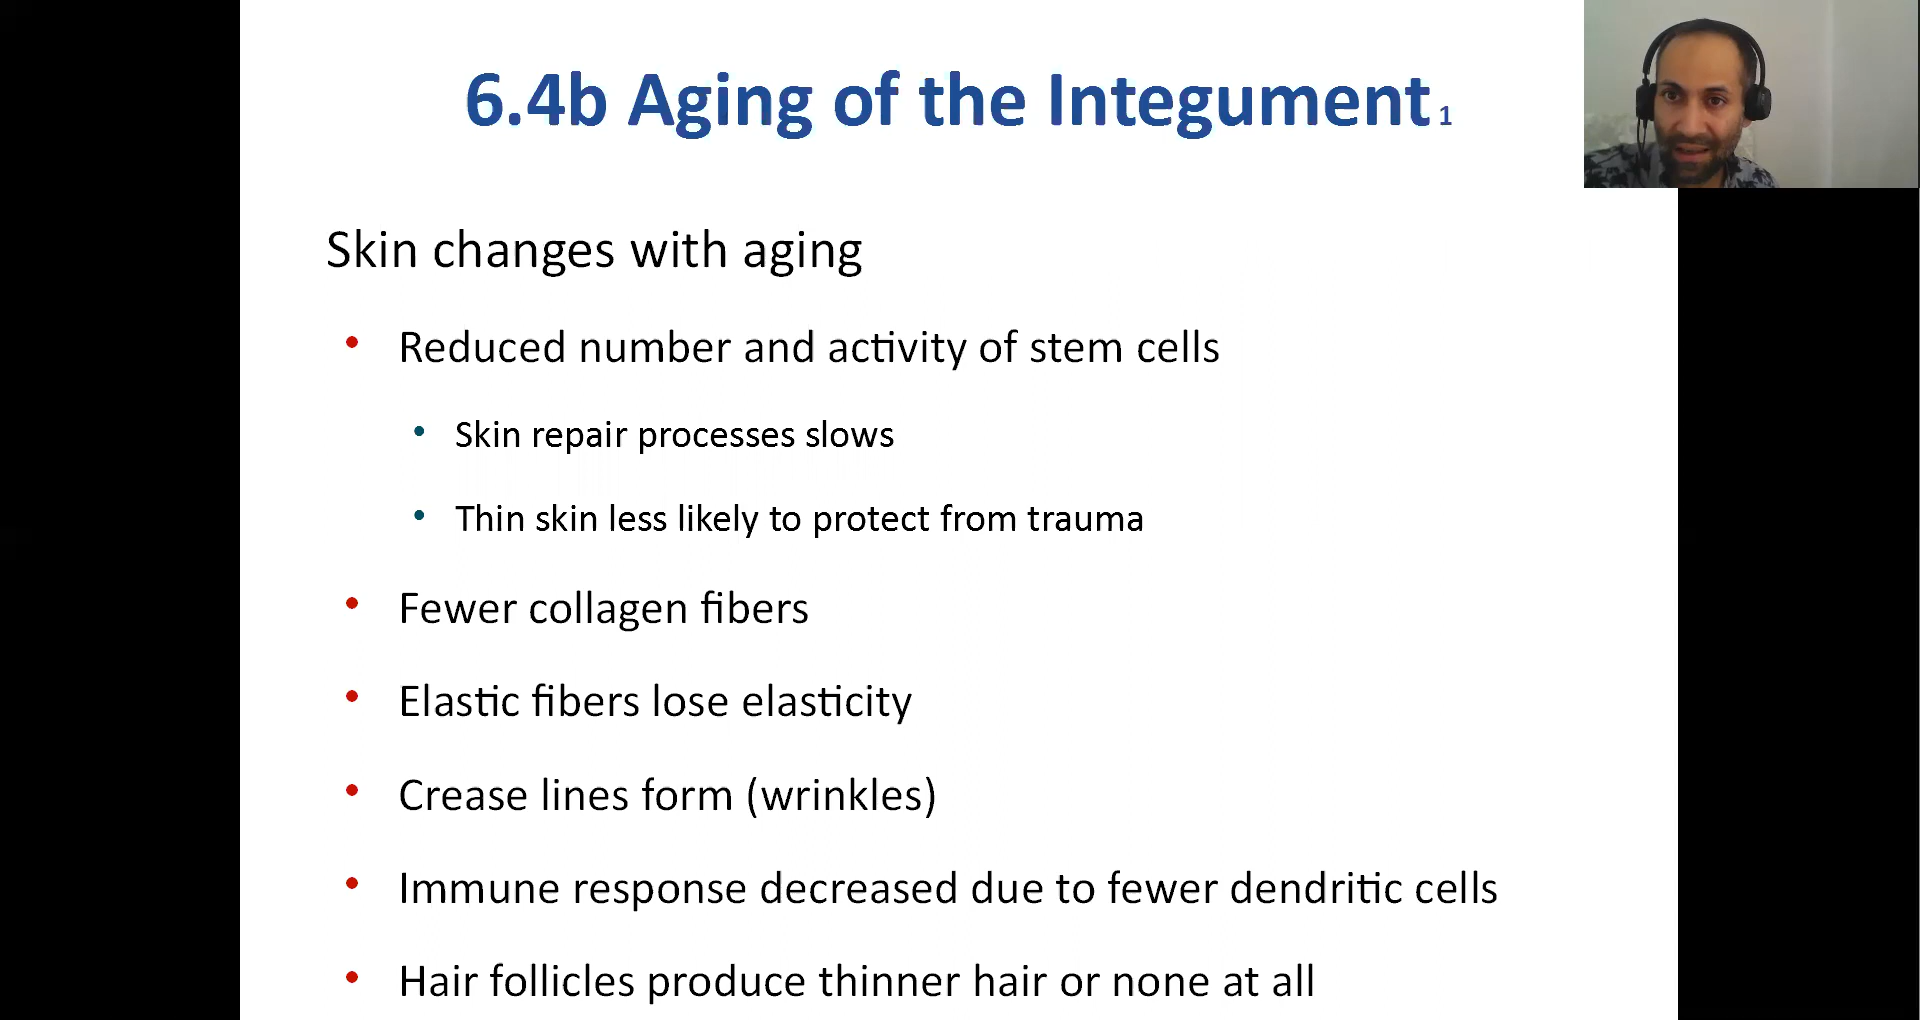 6.4b Aging of the Integument 1
Skin changes with aging
• Reduced number and activity of stem cells
• Skin repair processes slows
• Thin skin less likely to protect from trauma
• Fewer collagen fibers
• Elastic fibers lose elasticity
• Crease lines form (wrinkles)
• Immune response decreased due to fewer dendritic cells
• Hair follicles produce thinner hair or none at all